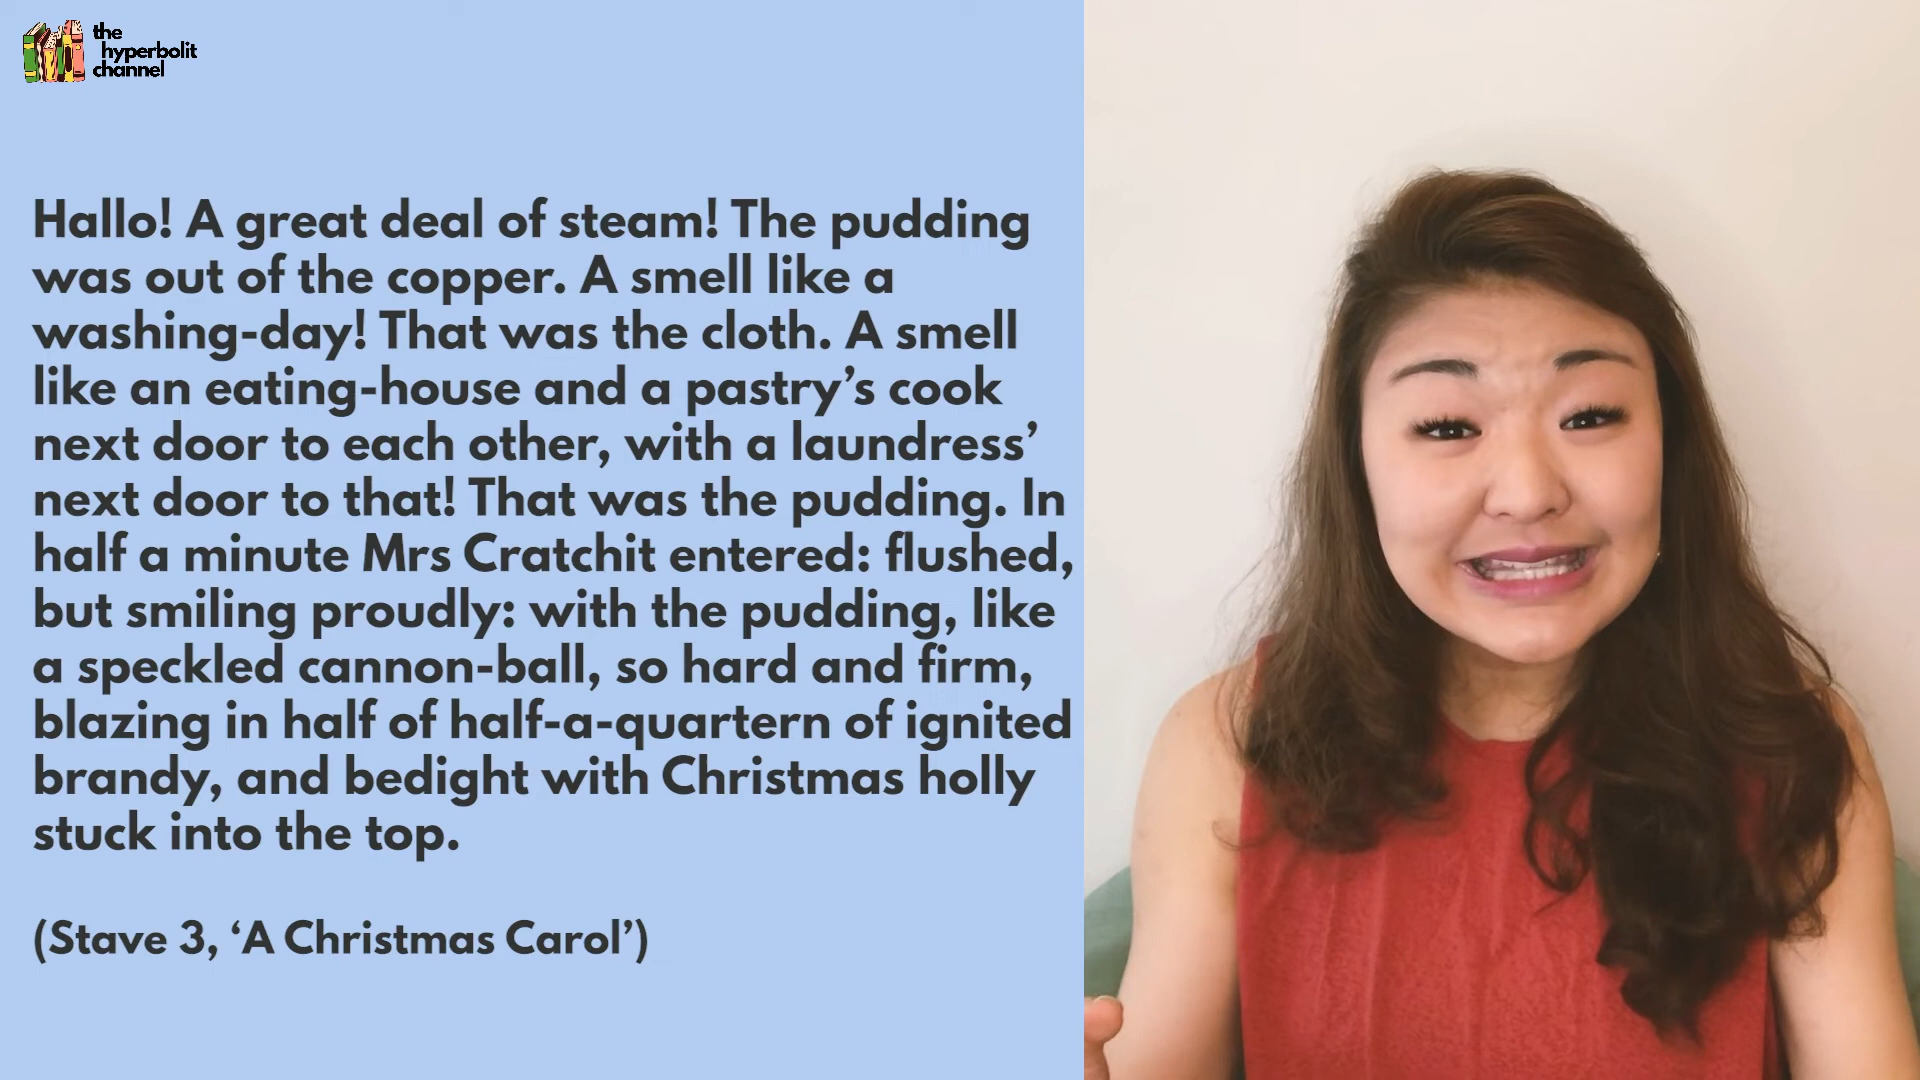 the
hyperbolit
channel
Hallo! A great deal of steam! The pudding
was out of the copper. A smell like a
washing-day! That was the cloth. A smell
like an eating-house and a pastry’s cook
next door to each other, with a laundress’
next door to that! That was the pudding. In
half a minute Mrs Cratchit entered: flushed,
but smiling proudly: with the pudding, like
a speckled cannon-ball, so hard and firm,
blazing in half of half-a-quartern of ignited
brandy, and bedight with Christmas holly
stuck into the top.
(Stave 3, ‘A Christmas Carol’)